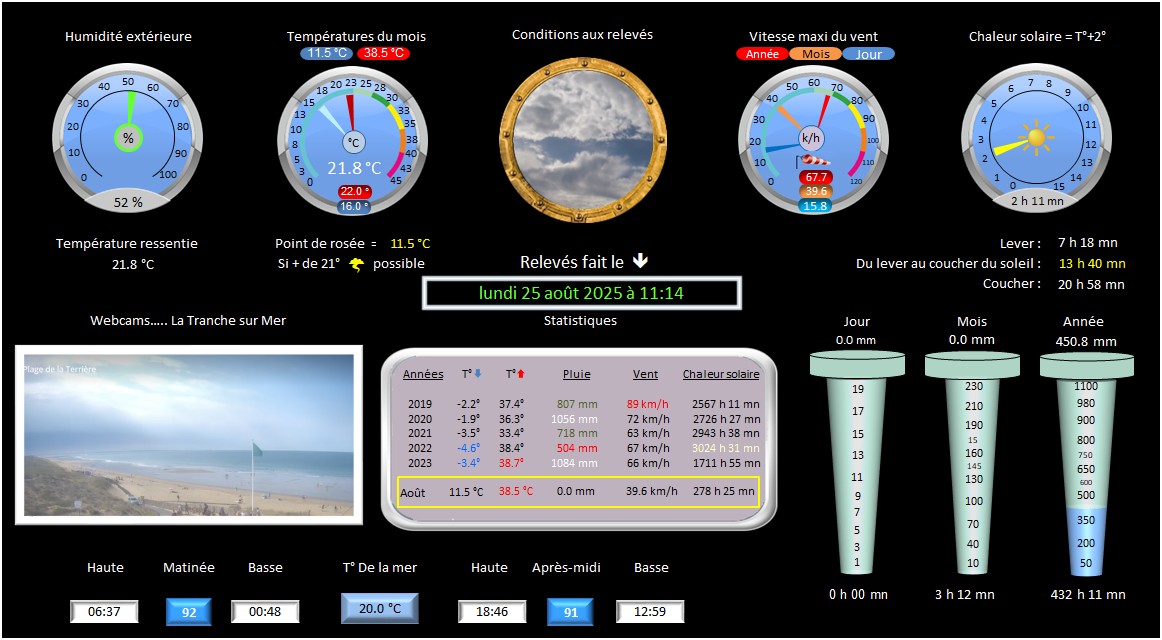 Humidité extérieure
Températures du mois
11.5 °C 38.5 °C
Conditions aux relevés
Vitesse maxi du vent
Année Mois Jour
Chaleur solaire = T°+2°
0 10 20 30 40 50 60 70 80 90 100
%
52 %
0 3 5 8 10 13 15 18 20 23 25 28 30 33 35 38 40 43 45
°C
21.8 °C
22.0 °
16.0 °
0 10 20 30 40 50 60 70 80 90 100 110 120
k/h
67.7
39.6
15.8
0 1 2 3 4 5 6 7 8 9 10 11 12 13 14 15
2 h 11 mn
Température ressentie
21.8 °C
Point de rosée = 11.5 °C
Si + de 21° possible
Relevés fait le
lundi 25 août 2025 à 11:14
Lever : 7 h 18 mn
Du lever au coucher du soleil : 13 h 40 mn
Coucher : 20 h 58 mn
Webcams..... La Tranche sur Mer
Plage de la Terrière
Statistiques
Années T° T° Pluie Vent Chaleur solaire
2019 -2.2° 37.4° 807 mm 89 km/h 2567 h 11 mn
2020 -1.9° 36.3° 1056 mm 72 km/h 2726 h 27 mn
2021 -3.5° 33.4° 718 mm 63 km/h 2943 h 38 mn
2022 -4.6° 38.4° 504 mm 67 km/h 3024 h 31 mn
2023 -3.4° 38.7° 1084 mm 66 km/h 1711 h 55 mn
Août 11.5 °C 38.5 °C 0.0 mm 39.6 km/h 278 h 25 mn
Jour Mois Année
0.0 mm 0.0 mm 450.8 mm
19 17 15 13 11 9 7 5 3 1
230 210 190 15 160 145 130 100 70 40 10
1100 980 900 800 750 650 600 500 350 200 50
0 h 00 mn 3 h 12 mn 432 h 11 mn
Haute Matinée Basse T° De la mer Haute Après-midi Basse
06:37 92 00:48 20.0 °C 18:46 91 12:59